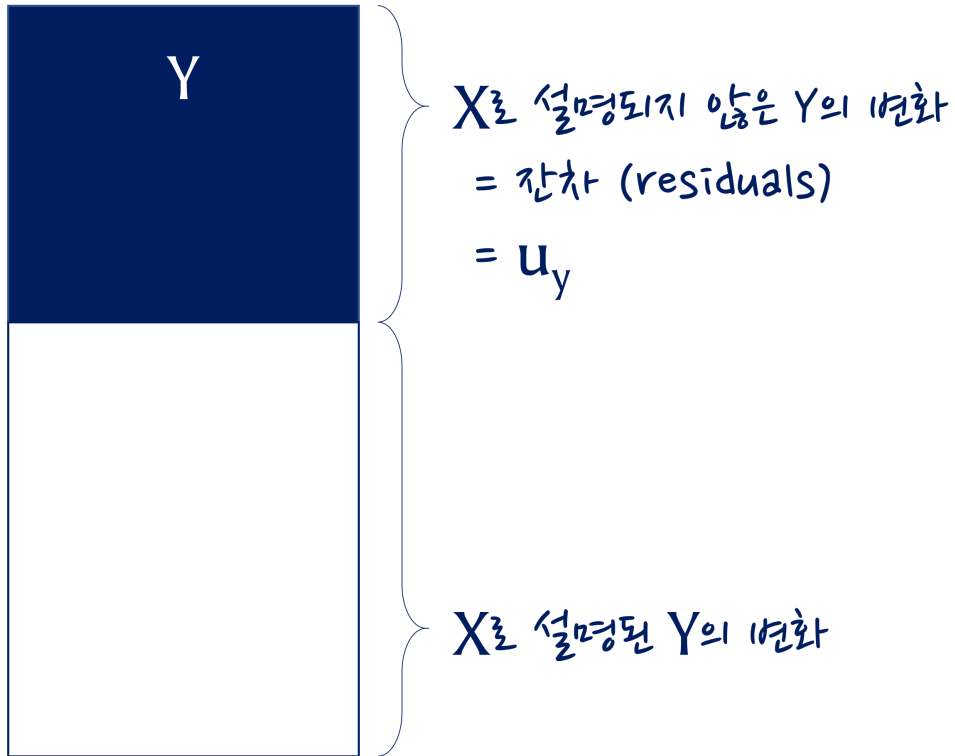 Y
X로 설명되지 않은 Y의 변화
= 잔차 (residuals)
= uy
X로 설명된 Y의 변화